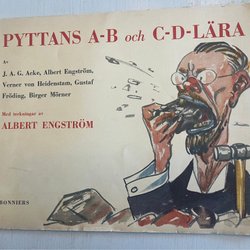 PYTTANS A-B och C-D-LÄRA
Av
J. A. G. Acke, Albert Engström,
Verner von Heidenstam, Gustaf
Fröding, Birger Mörner
Med teckningar av
ALBERT ENGSTRÖM
BONNIERS